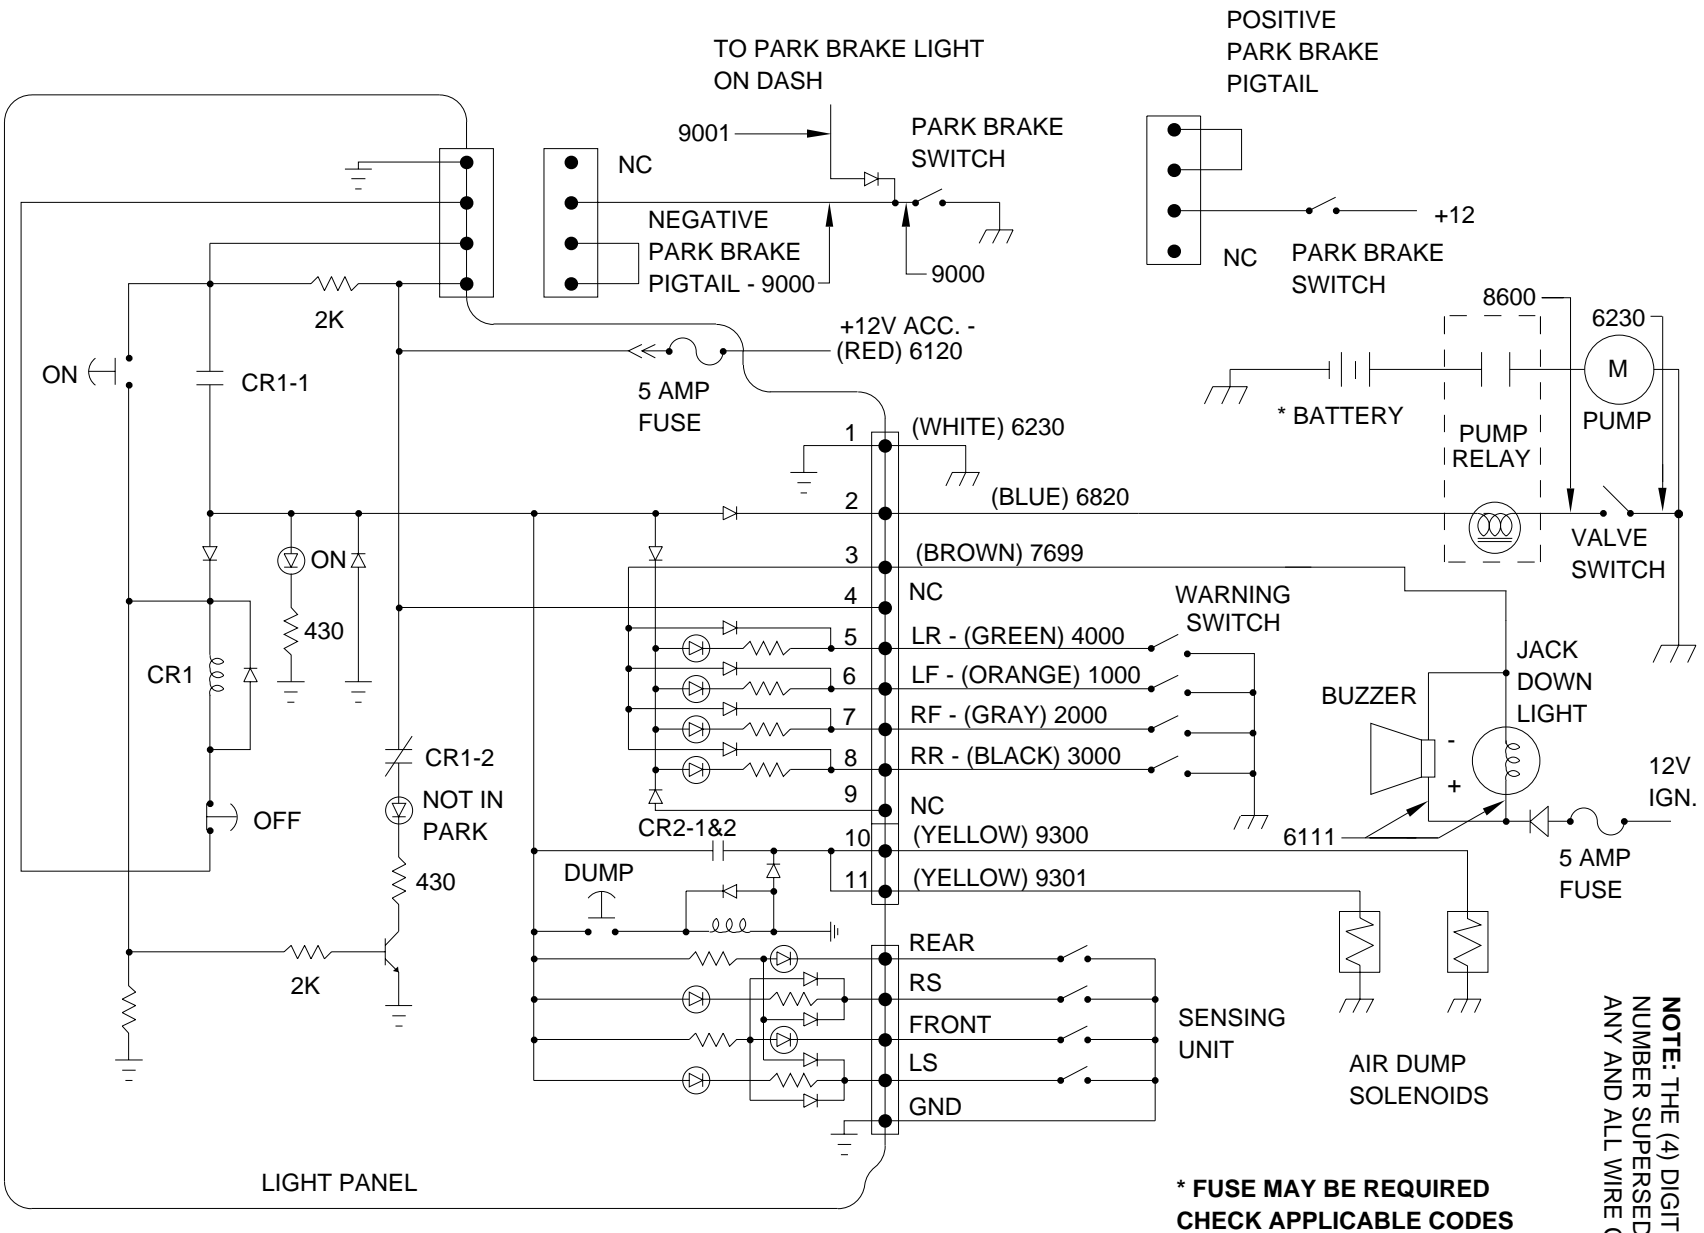 POSITIVE
PARK BRAKE
PIGTAIL
TO PARK BRAKE LIGHT
ON DASH
9001
PARK BRAKE
SWITCH
NC
NEGATIVE
PARK BRAKE
PIGTAIL - 9000
9000
+12
NC
PARK BRAKE
SWITCH
2K
+12V ACC. -
(RED) 6120
5 AMP
FUSE
ON
CR1-1
8600
6230
M
* BATTERY
PUMP
PUMP
RELAY
1
(WHITE) 6230
2
(BLUE) 6820
VALVE
SWITCH
3
(BROWN) 7699
4
NC
ON
430
CR1
WARNING
SWITCH
5
LR - (GREEN) 4000
6
LF - (ORANGE) 1000
7
RF - (GRAY) 2000
8
RR - (BLACK) 3000
9
NC
JACK
DOWN
LIGHT
BUZZER
-
+
12V
IGN.
6111
5 AMP
FUSE
CR1-2
NOT IN
PARK
OFF
430
CR2-1&2
10
(YELLOW) 9300
11
(YELLOW) 9301
DUMP
2K
REAR
RS
FRONT
LS
GND
SENSING
UNIT
AIR DUMP
SOLENOIDS
LIGHT PANEL
* FUSE MAY BE REQUIRED
CHECK APPLICABLE CODES
NOTE: THE (4) DIGIT
NUMBER SUPERSED
ANY AND ALL WIRE